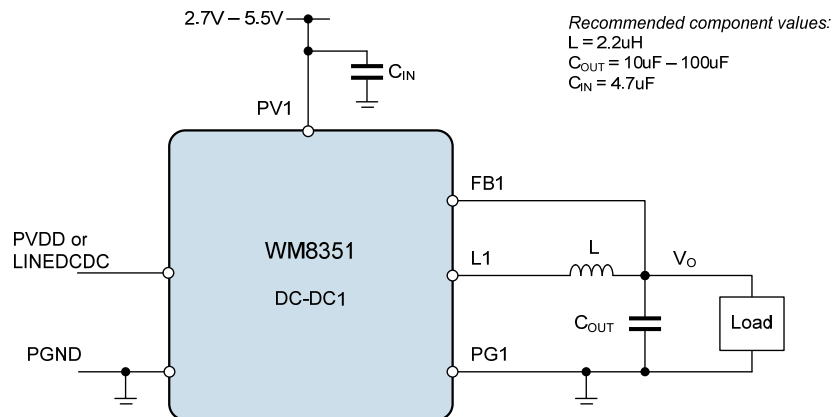 2.7V – 5.5V
Recommended component values:
L = 2.2uH
COUT = 10uF – 100uF
CIN = 4.7uF
CIN
PV1
FB1
PVDD or
LINEDCDC
WM8351
DC-DC1
L1
L
VO
COUT
Load
PGND
PG1